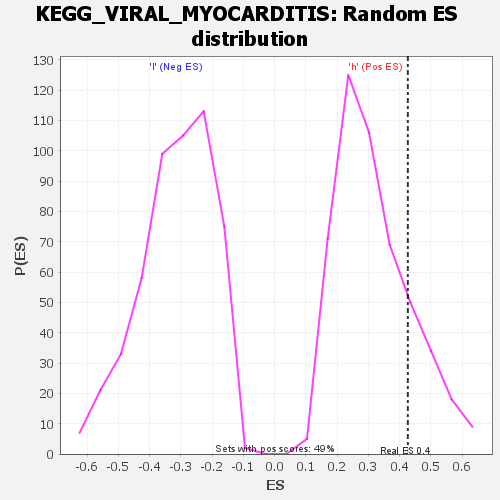 KEGG_VIRAL_MYOCARDITIS: Random ES
distribution
'l' (Neg ES)
'h' (Pos ES)
130
120
110
100
90
80
70
60
50
40
30
20
10
0
P(ES)
Sets with pos scores: 49%
Real ES 0.4
-0.6 -0.5 -0.4 -0.3 -0.2 -0.1 0.0 0.1 0.2 0.3 0.4 0.5 0.6
ES